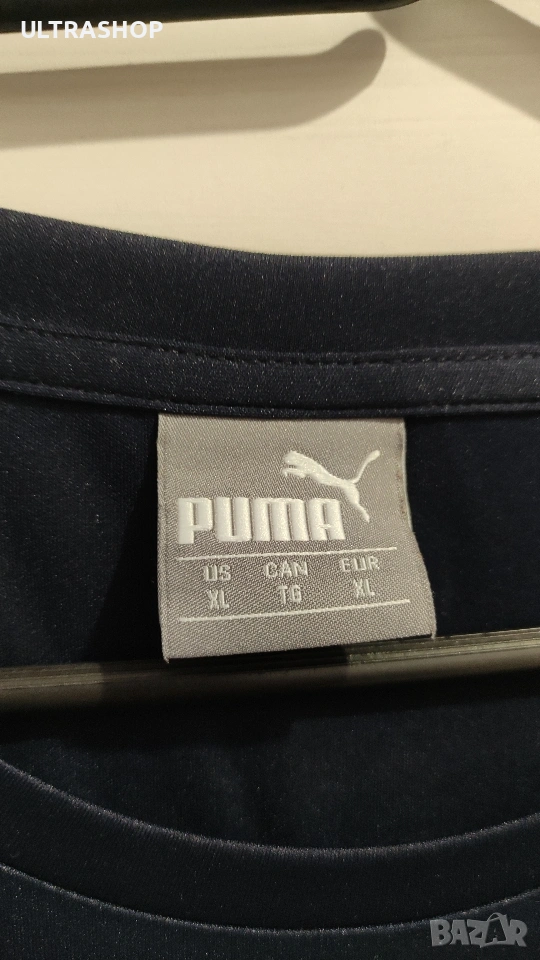 ULTRASHOP
PUMA
US CAN EUR
XL TG XL
BAZAR